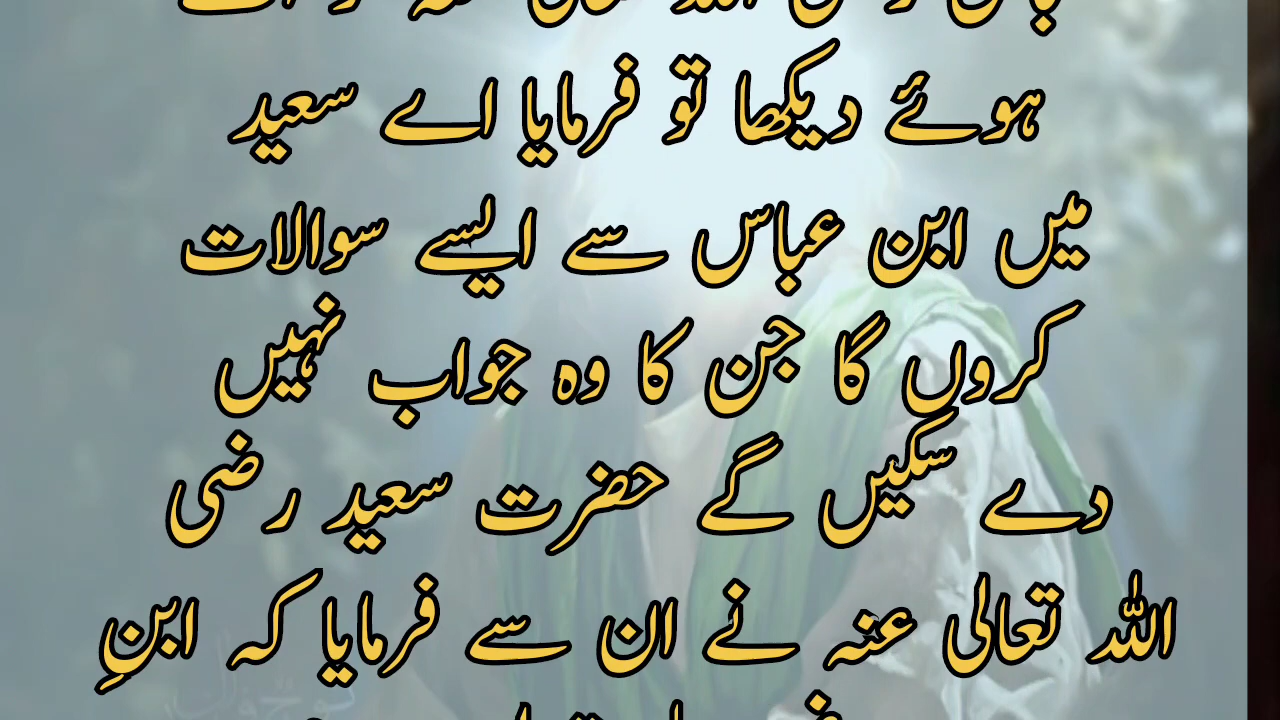 ہوئے دیکھا تو فرمایا اے سعید
میں ابن عباس سے ایسے سوالات
کروں گا جن کا وہ جواب نہیں
دے سکیں گے حضرت سعید رضی
اللہ تعالی عنہ نے ان سے فرمایا کہ ابنِ